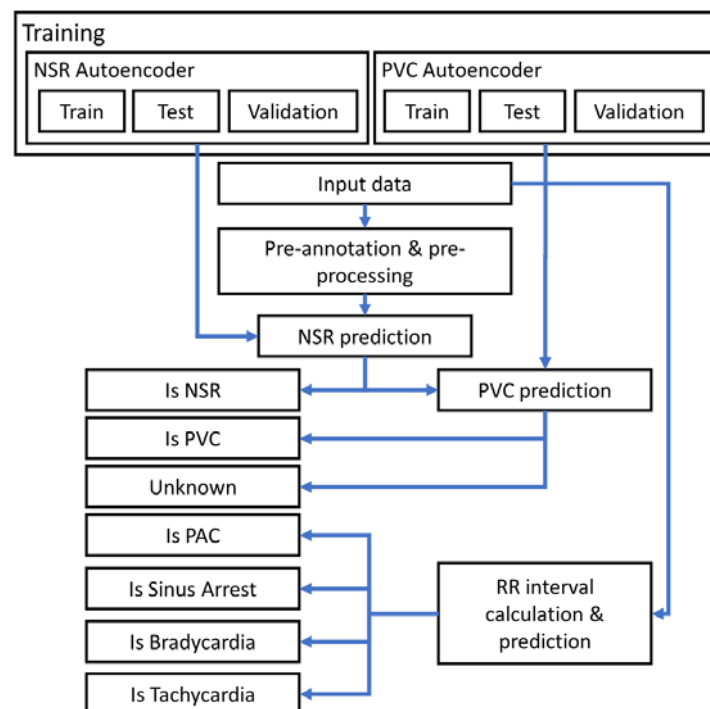 Training
NSR Autoencoder
Train
Test
Validation
PVC Autoencoder
Train
Test
Validation
Input data
Pre-annotation & pre-
processing
NSR prediction
Is NSR
PVC prediction
Is PVC
Unknown
Is PAC
Is Sinus Arrest
RR interval
calculation &
prediction
Is Bradycardia
Is Tachycardia